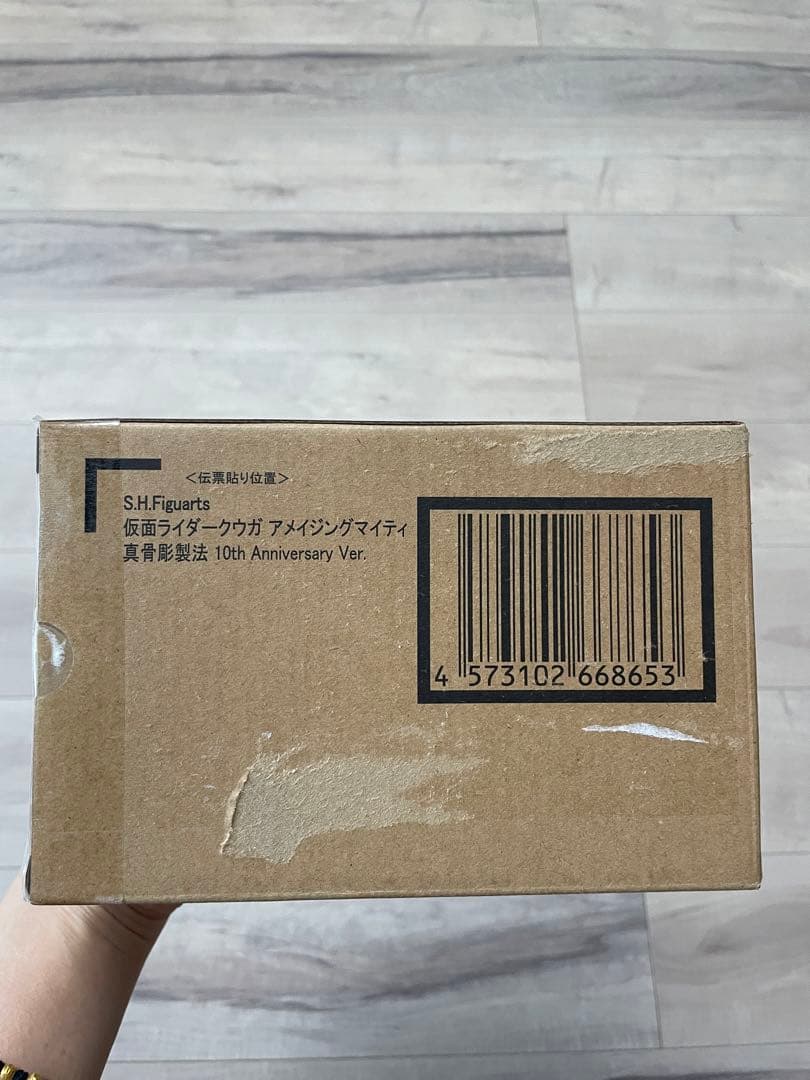 <伝票貼り位置>
S.H.Figuarts
仮面ライダークウガ アメイジングマイティ
真骨彫製法 10th Anniversary Ver.
4 573102 668653